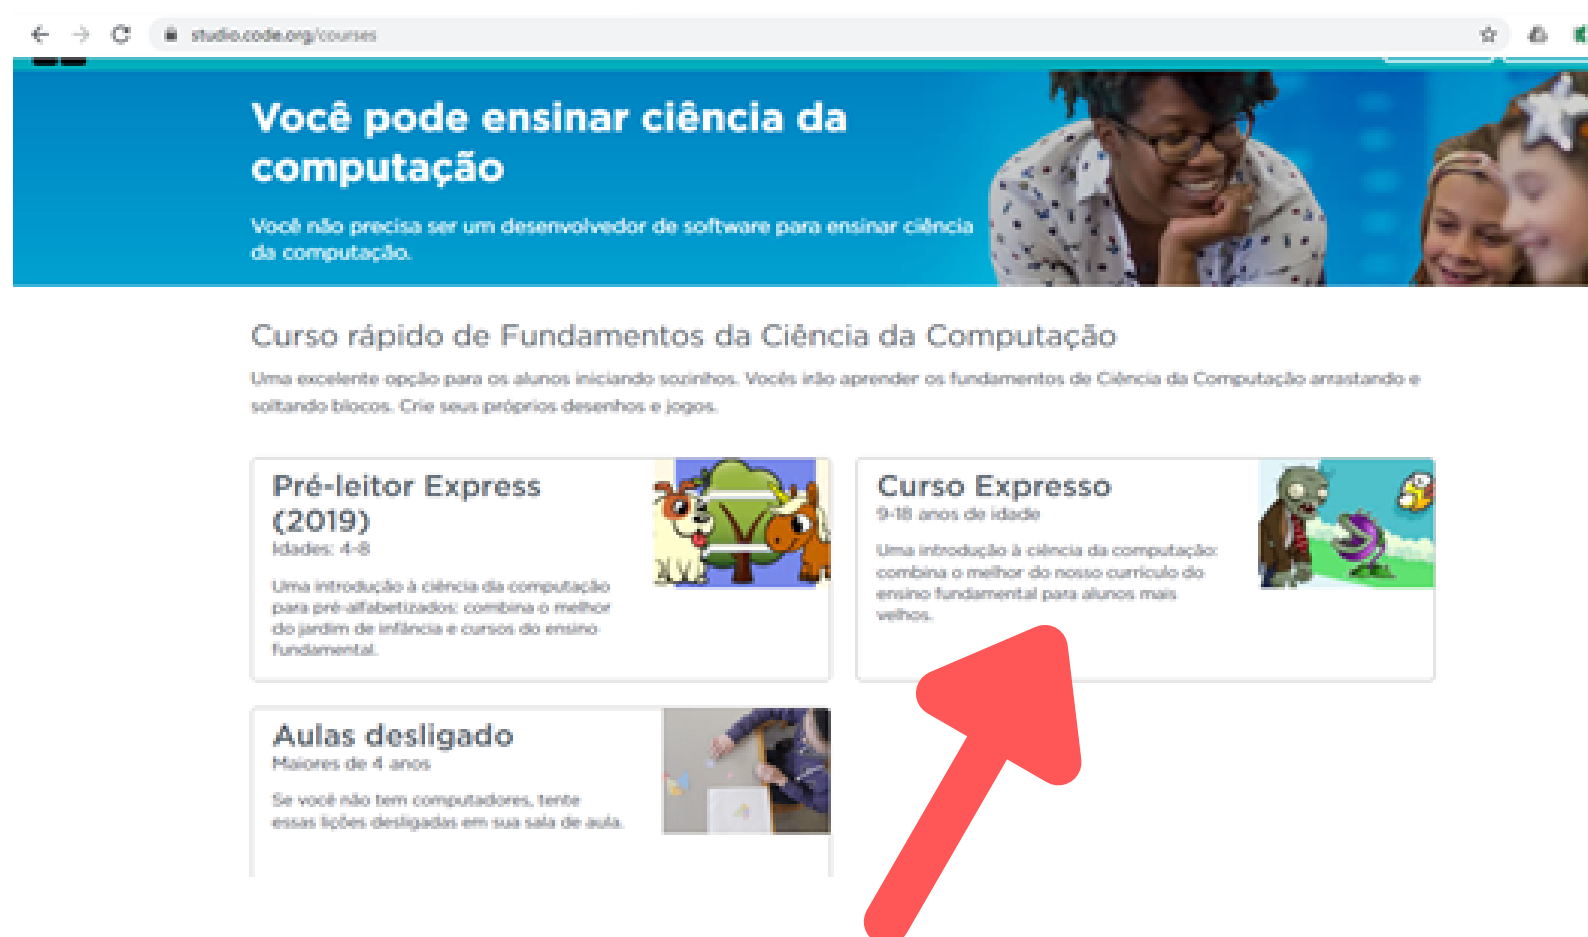 studio.code.org/courses
Você pode ensinar ciência da
computação
Você não precisa ser um desenvolvedor de software para ensinar ciência
da computação.
Curso rápido de Fundamentos da Ciência da Computação
Uma excelente opção para os alunos iniciando sozinhos. Vocês irão aprender os fundamentos de Ciência da Computação arrastando e
soltando blocos. Crie seus próprios desenhos e jogos.
Pré-leitor Express
(2019)
Idades: 4-8
Uma introdução à ciência da computação
para pré-alfabetizados: combina o melhor
do jardim de infância e cursos do ensino
fundamental.
Curso Expresso
9-18 anos de idade
Uma introdução à ciência da computação:
combina o melhor do nosso currículo do
ensino fundamental para alunos mais
velhos.
Aulas desligado
Maiores de 4 anos
Se você não tem computadores, tente
essas lições desligadas em sua sala de aula.